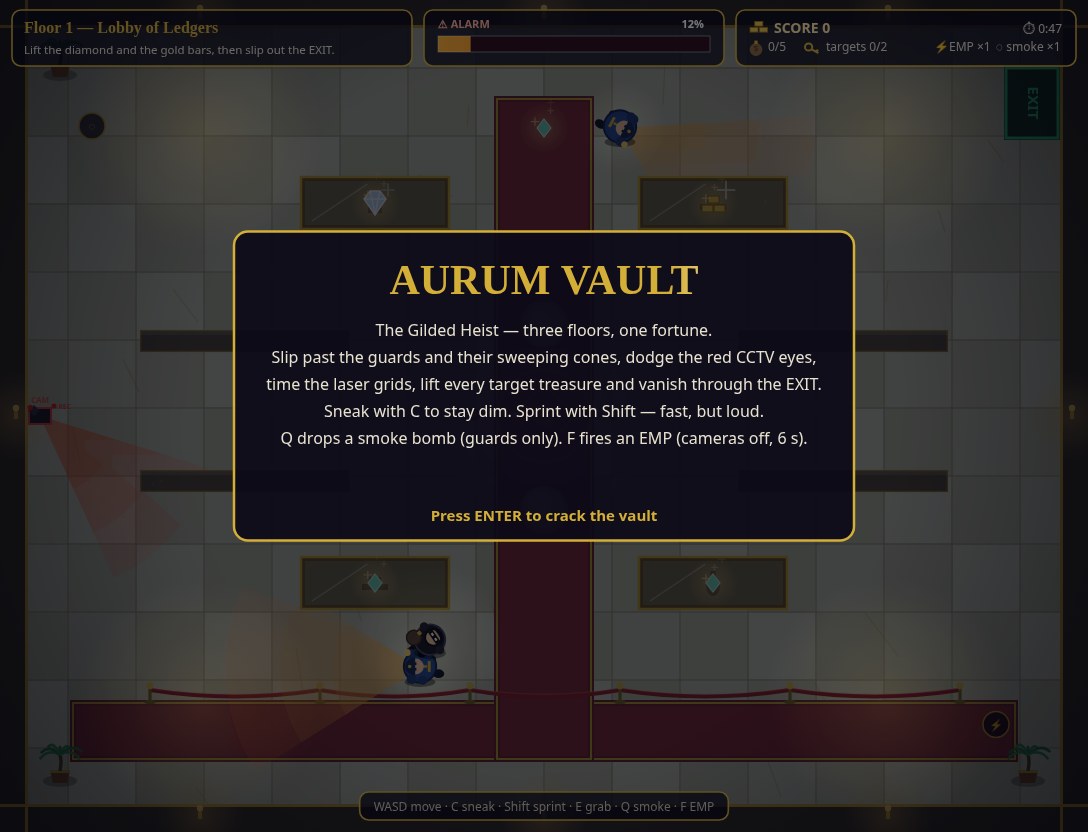 Floor 1 — Lobby of Ledgers
Lift the diamond and the gold bars, then slip out the EXIT.
⚠ ALARM 12%
SCORE 0 ⏱ 0:47
0/5 targets 0/2 ⚡EMP ×1 ○ smoke ×1
EXIT
AURUM VAULT
The Gilded Heist — three floors, one fortune.
Slip past the guards and their sweeping cones, dodge the red CCTV eyes,
time the laser grids, lift every target treasure and vanish through the EXIT.
Sneak with C to stay dim. Sprint with Shift — fast, but loud.
Q drops a smoke bomb (guards only). F fires an EMP (cameras off, 6 s).
CAM
Press ENTER to crack the vault
WASD move · C sneak · Shift sprint · E grab · Q smoke · F EMP